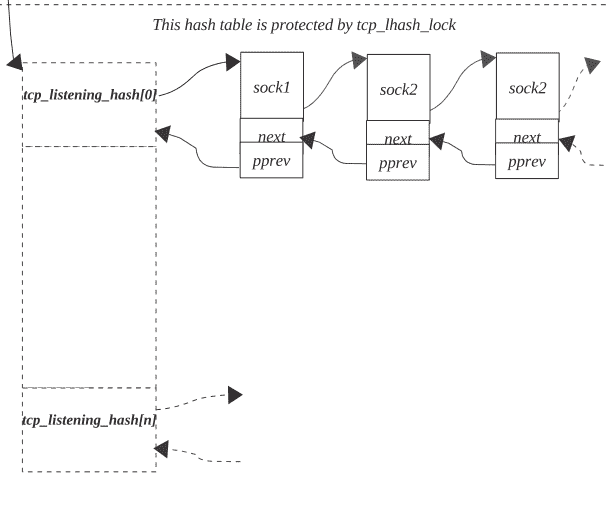 This hash table is protected by tcp_lhash_lock
tcp_listening_hash[0]
sock1
next
pprev
sock2
next
pprev
sock2
next
pprev
tcp_listening_hash[n]